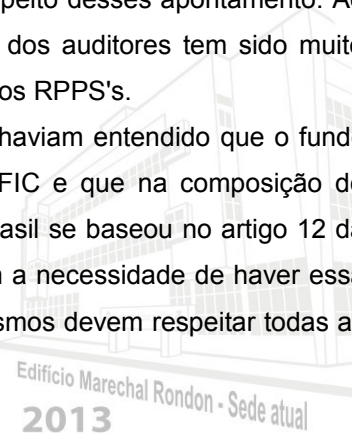 peito desses apontamento. A
dos auditores tem sido muito
os RPPS's.
haviam entendido que o fund
FIC e que na composição d
asil se baseou no artigo 12 da
a necessidade de haver essa
smos devem respeitar todas a
Edifício Marechal Rondon - Sede atual
2013